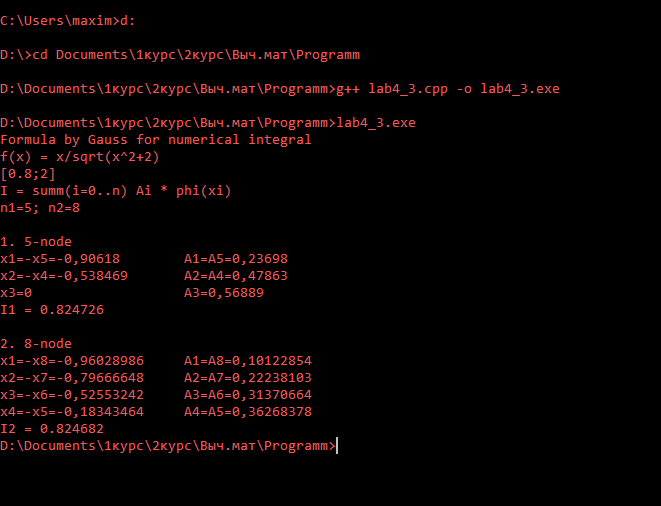 C:\Users\maxim>d:
D:\>cd Documents\1курс\2курс\Выч.мат\Programm
D:\Documents\1курс\2курс\Выч.мат\Programm>g++ lab4_3.cpp -o lab4_3.exe
D:\Documents\1курс\2курс\Выч.мат\Programm>lab4_3.exe
Formula by Gauss for numerical integral
f(x) = x/sqrt(x^2+2)
[0.8;2]
I = summ(i=0..n) Ai * phi(xi)
n1=5; n2=8
1. 5-node
x1=-x5=-0,90618 A1=A5=0,23698
x2=-x4=-0,538469 A2=A4=0,47863
x3=0 A3=0,56889
I1 = 0.824726
2. 8-node
x1=-x8=-0,96028986 A1=A8=0,10122854
x2=-x7=-0,79666648 A2=A7=0,22238103
x3=-x6=-0,52553242 A3=A6=0,31370664
x4=-x5=-0,18343464 A4=A5=0,36268378
I2 = 0.824682
D:\Documents\1курс\2курс\Выч.мат\Programm>